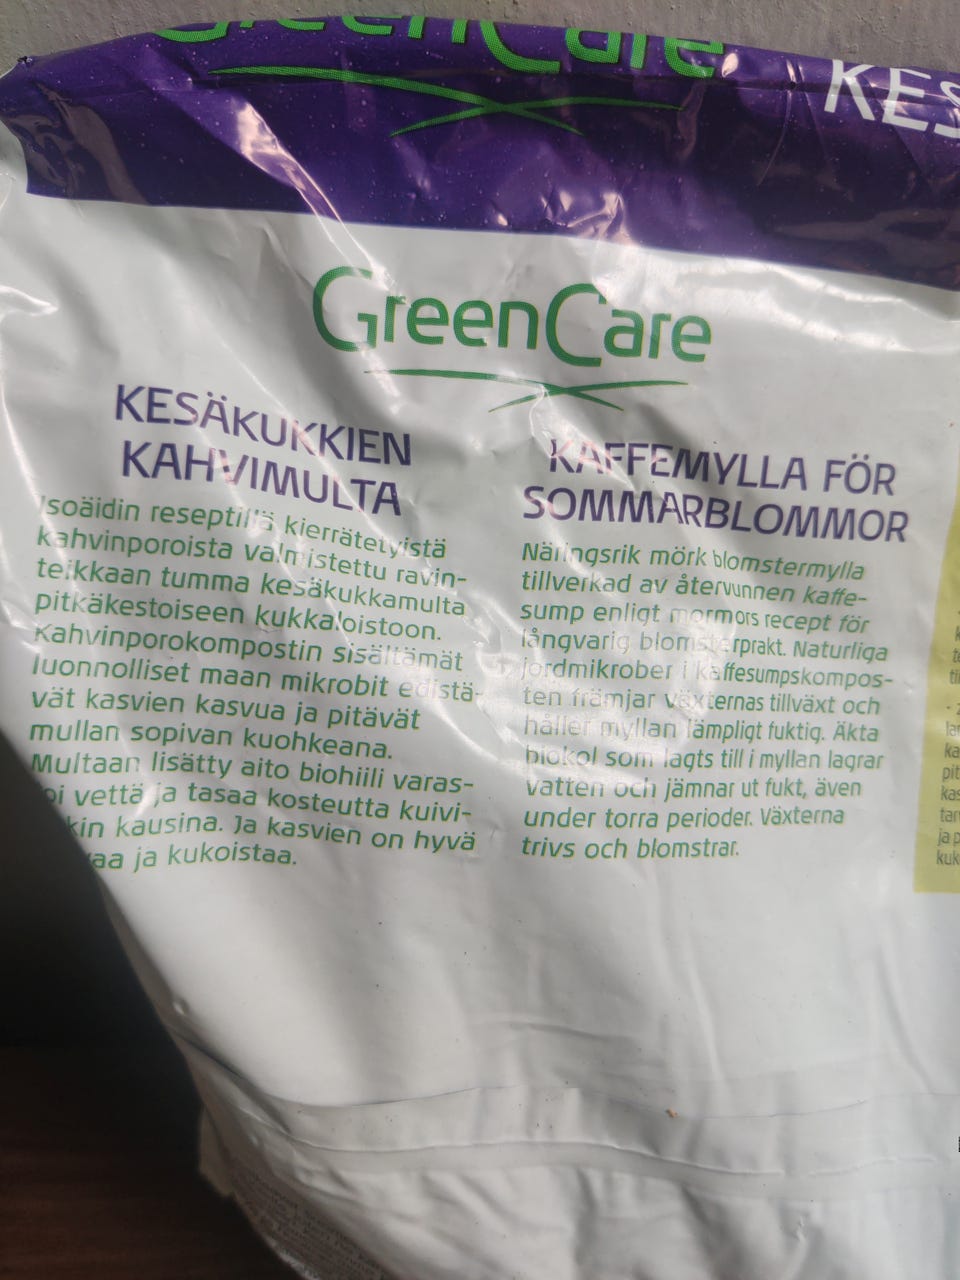 GreenCare
KES
GreenCare
KESÄKUKKIEN
KAHVIMULTA
Isoäidin reseptillä kierrätetyistä
kahvinporoista valmistettu ravin-
teikkaan tumma kesäkukkamulta
pitkäkestoiseen kukkaloistoon.
Kahvinporokompostin sisältämät
luonnolliset maan mikrobit edistä-
vät kasvien kasvua ja pitävät
mullan sopivan kuohkeana.
Multaan lisätty aito biohiili varas-
oi vettä ja tasaa kosteutta kuivi-
kin kausina. Ja kasvien on hyvä
vaa ja kukoistaa.
KAFFEMYLLA FÖR
SOMMARBLOMMOR
Näringsrik mörk blomstermylla
tillverkad av återvunnen kaffe-
sump enligt mormors recept för
långvarig blomsterprakt. Naturliga
jordmikrober i kaffesumpskompos-
ten främjar växternas tillväxt och
håller myllan lämpligt fuktig. Äkta
biokol som lagts till i myllan lagrar
vatten och jämnar ut fukt, även
under torra perioder. Växterna
trivs och blomstrar.